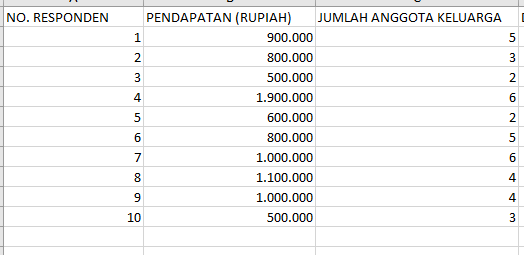 NO. RESPONDEN PENDAPATAN (RUPIAH) JUMLAH ANGGOTA KELUARGA
1 900.000 5
2 800.000 3
3 500.000 2
4 1.900.000 6
5 600.000 2
6 800.000 5
7 1.000.000 6
8 1.100.000 4
9 1.000.000 4
10 500.000 3